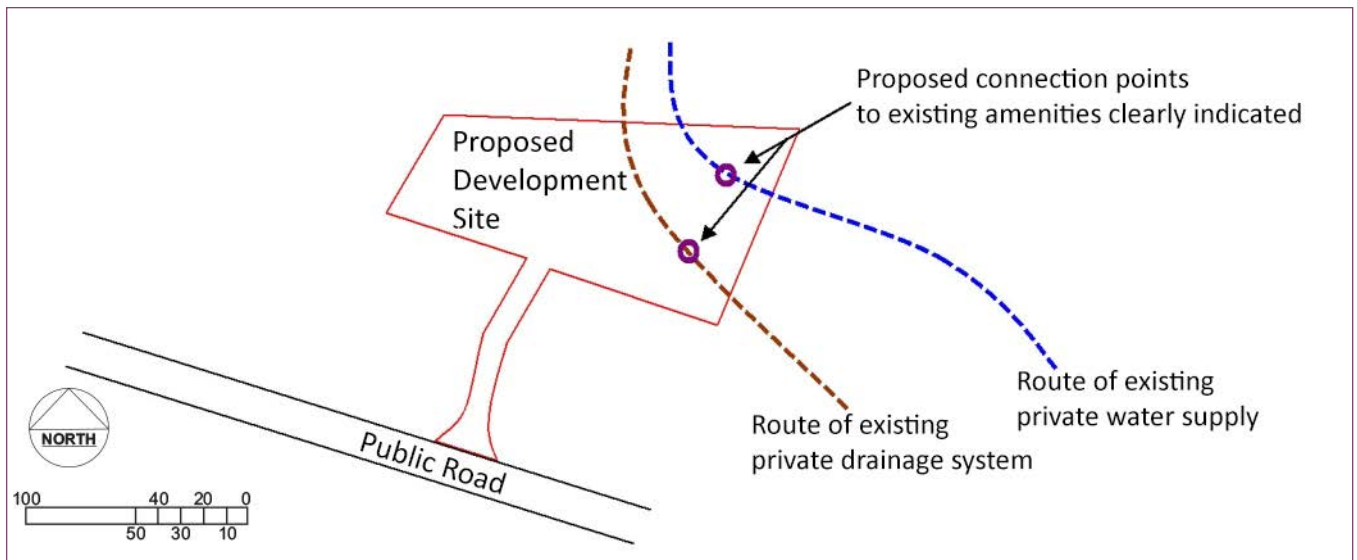 Proposed connection points
to existing amenities clearly indicated
Proposed
Development
Site
Route of existing
private water supply
Route of existing
private drainage system
Public Road
NORTH
100 40 20 0
50 30 10